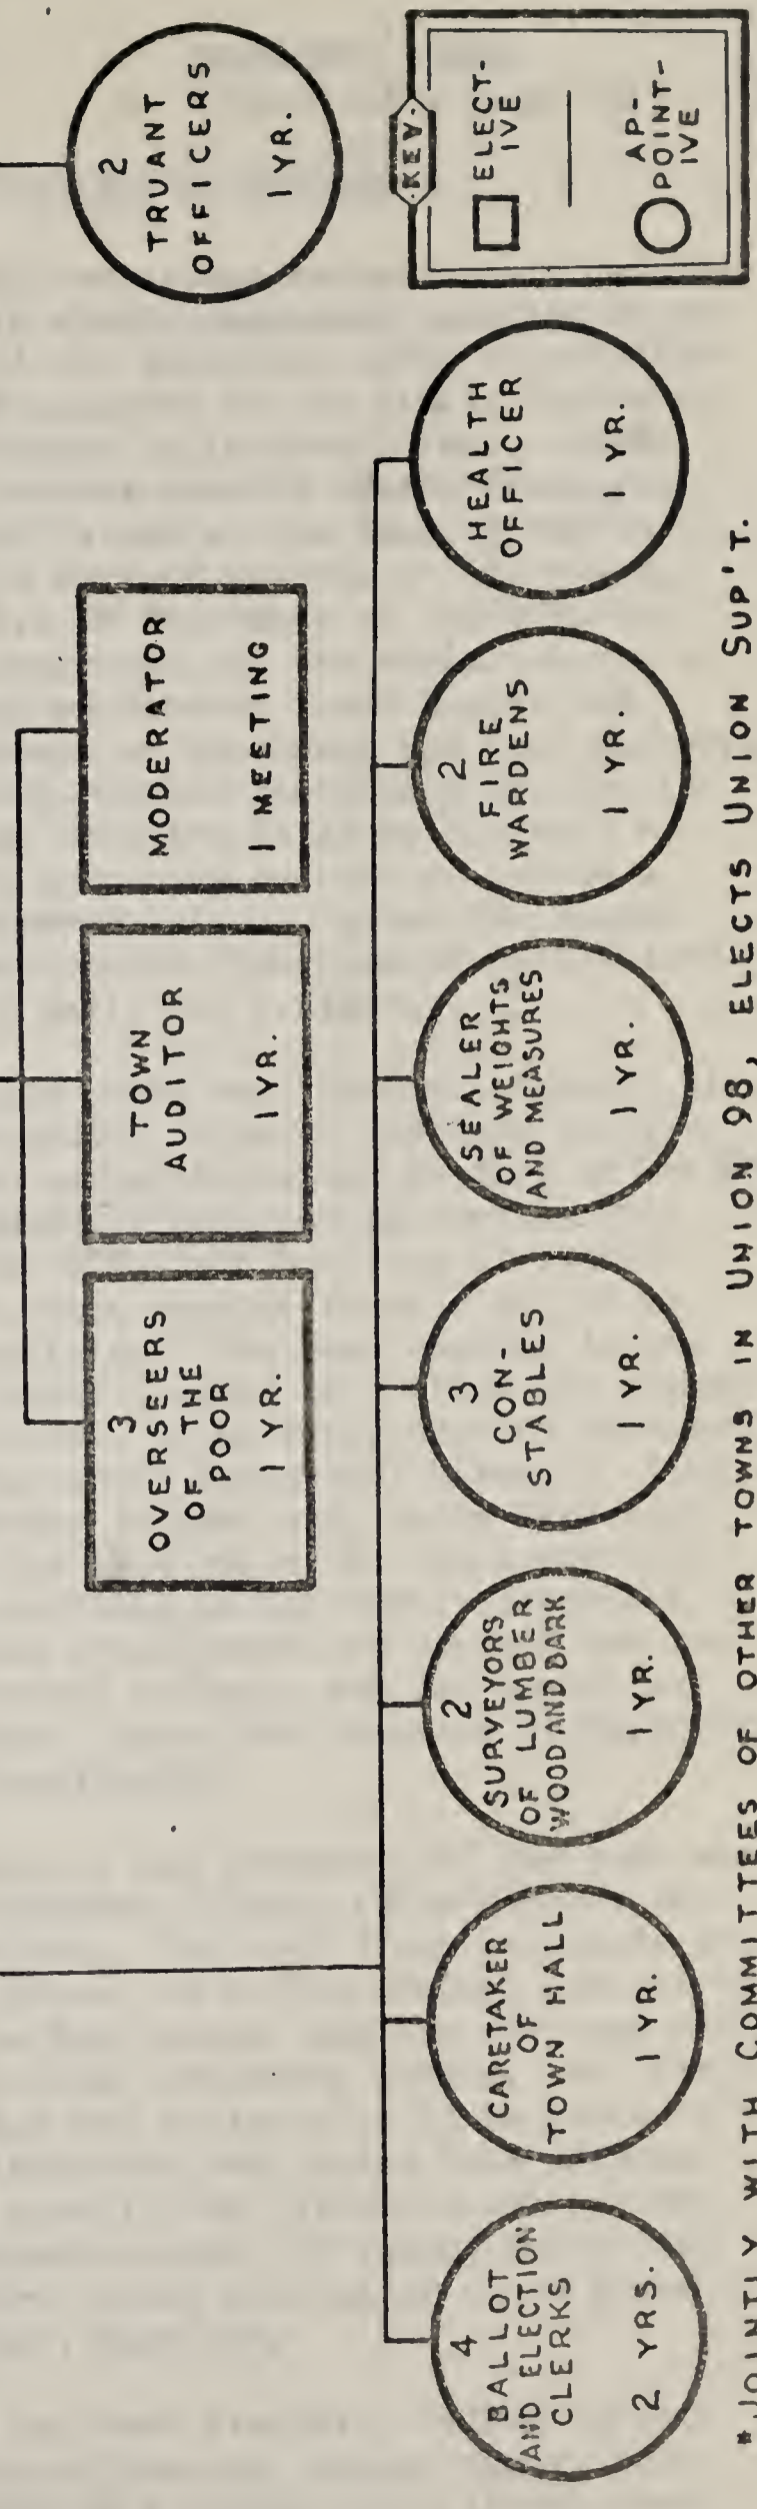 3
OVERSEERS
OF THE
POOR
1 YR.
TOWN
AUDITOR
1 YR.
MODERATOR
1 MEETING
2
TRUANT
OFFICERS
1 YR.
4
BALLOT
AND ELECTION
CLERKS
2 YRS.
CARETAKER
OF
TOWN HALL
1 YR.
2
SURVEYORS
OF LUMBER
WOOD AND BARK
1 YR.
3
CON-
STABLES
1 YR.
SEALER
OF WEIGHTS
AND MEASURES
1 YR.
2
FIRE
WARDENS
1 YR.
HEALTH
OFFICER
1 YR.
KEY
ELECT-
IVE
AP-
POINT-
IVE
* JOINTLY WITH COMMITTEES OF OTHER TOWNS IN UNION 98, ELECTS UNION SUP'T.